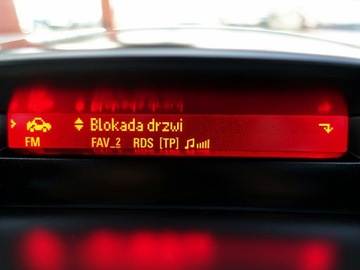 Blokada drzwi
FM FAV_2 RDS [TP]